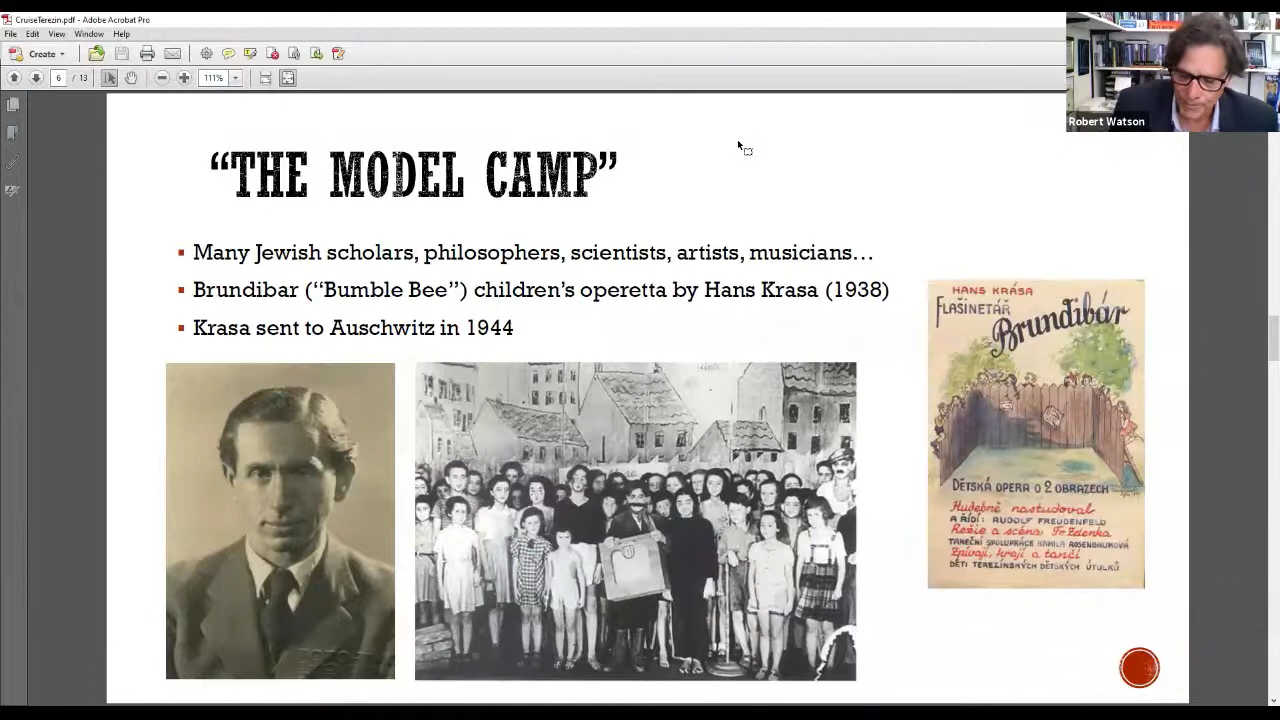 CruiseTerezin.pdf - Adobe Acrobat Pro
File Edit View Window Help
Create
6 / 13 111%
Robert Watson
“THE MODEL CAMP”
Many Jewish scholars, philosophers, scientists, artists, musicians…
Brundibar (“Bumble Bee”) children’s operetta by Hans Krasa (1938)
Krasa sent to Auschwitz in 1944
HANS KRÁSA
FLAŠINETÁŘ
Brundibár
DĚTSKÁ OPERA O 2 OBRAZECH
Hudebně nastudoval
A ŘÍDÍ: RUDOLF FREUDENFELD
Režie a scéna: Fr Zelenka
TANEČNÍ SPOLUPRÁCE KAMILA ROSENBAUMOVÁ
Zpívají, hrají a tančí
DĚTI TEREZÍNSKÝCH DĚTSKÝCH ÚTULKŮ